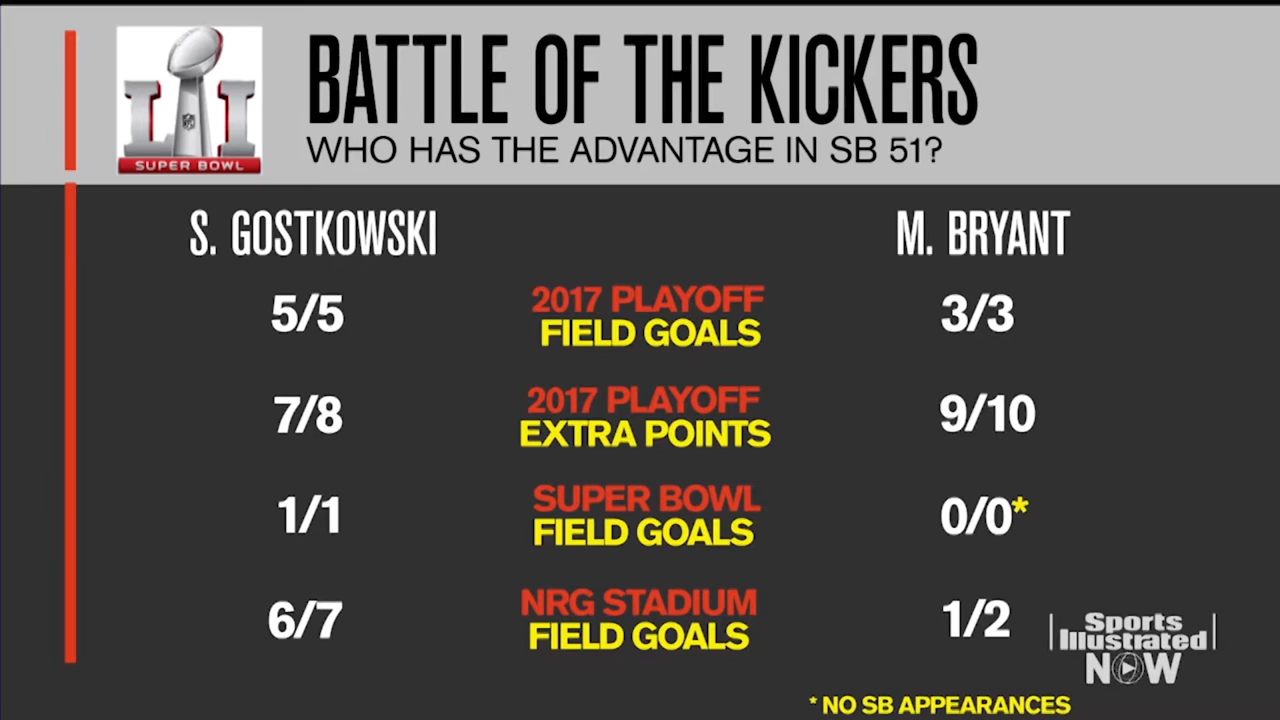 BATTLE OF THE KICKERS
WHO HAS THE ADVANTAGE IN SB 51?
LI
SUPER BOWL
NFL
S. GOSTKOWSKI
M. BRYANT
5/5
2017 PLAYOFF
FIELD GOALS
3/3
7/8
2017 PLAYOFF
EXTRA POINTS
9/10
1/1
SUPER BOWL
FIELD GOALS
0/0*
6/7
NRG STADIUM
FIELD GOALS
1/2
Sports
Illustrated
NOW
* NO SB APPEARANCES